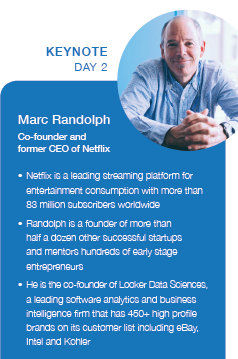 KEYNOTE
DAY 2
Marc Randolph
Co-founder and
former CEO of Netflix
• Netflix is a leading streaming platform for
entertainment consumption with more than
83 million subscribers worldwide
• Randolph is a founder of more than
half a dozen other successful startups
and mentors hundreds of early stage
entrepreneurs
• He is the co-founder of Looker Data Sciences,
a leading software analytics and business
intelligence firm that has 450+ high profile
brands on its customer list including eBay,
Intel and Kohler